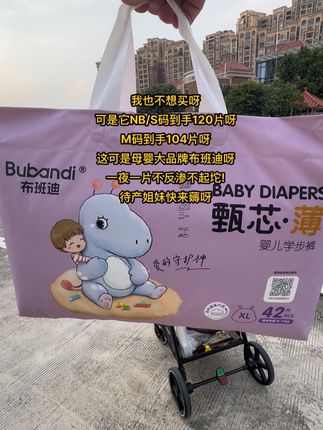 我也不想买呀
可是它NB/S码到手120片呀
M码到手104片呀
这可是母婴大品牌布班迪呀
一夜一片不反渗不起坨!
待产姐妹快来薅呀
Bubandi®
布班迪
BABY DIAPERS
甄芯·薄
婴儿学步裤
爱的守护神
XL
42片
PCS